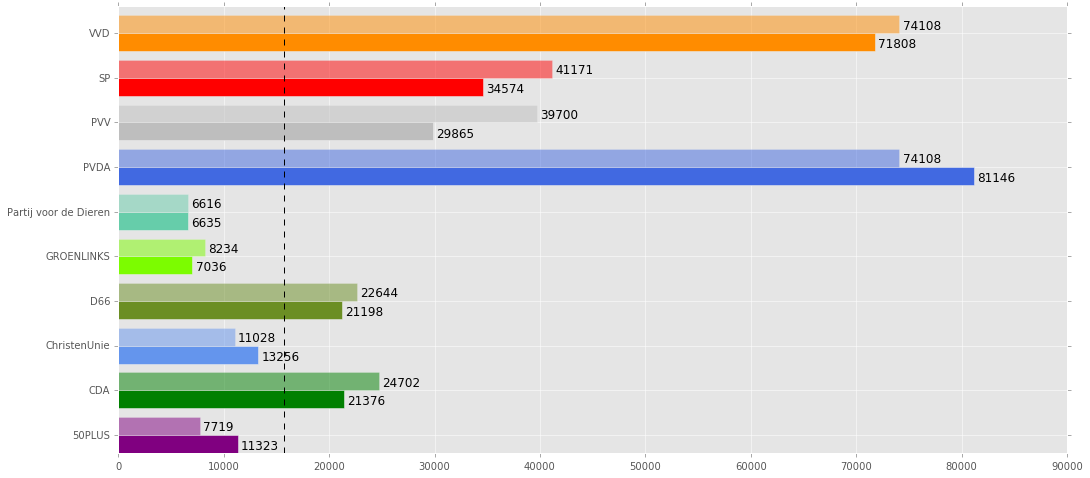 VVD
74108
71808
SP
41171
34574
PVV
39700
29865
PVDA
74108
81146
Partij voor de Dieren
6616
6635
GROENLINKS
8234
7036
D66
22644
21198
ChristenUnie
11028
13256
CDA
24702
21376
50PLUS
7719
11323
0 10000 20000 30000 40000 50000 60000 70000 80000 90000